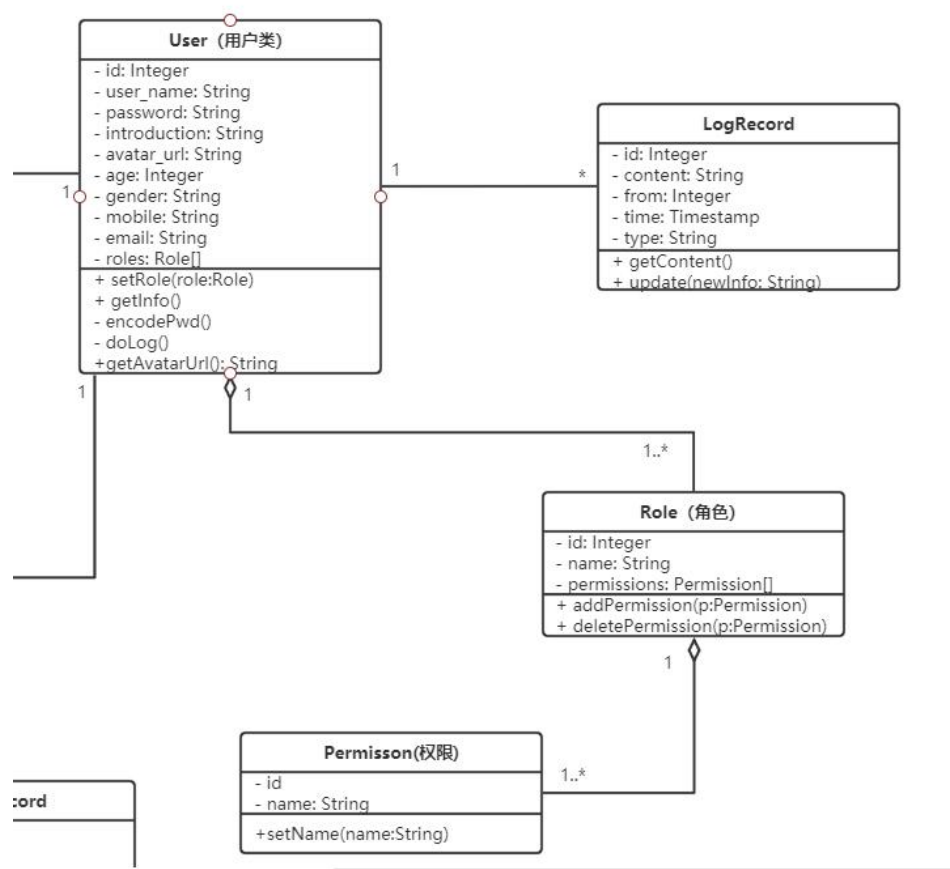 User（用户类）
- id: Integer
- user_name: String
- password: String
- introduction: String
- avatar_url: String
- age: Integer
- gender: String
- mobile: String
- email: String
- roles: Role[]
+ setRole(role:Role)
+ getInfo()
- encodePwd()
- doLog()
+getAvatarUrl(): String
1
1
1
*
LogRecord
- id: Integer
- content: String
- from: Integer
- time: Timestamp
- type: String
+ getContent()
+ update(newInfo: String)
1
1..*
Role（角色）
- id: Integer
- name: String
- permissions: Permission[]
+ addPermission(p:Permission)
+ deletePermission(p:Permission)
1
1..*
Permisson(权限)
- id
- name: String
+setName(name:String)
cord